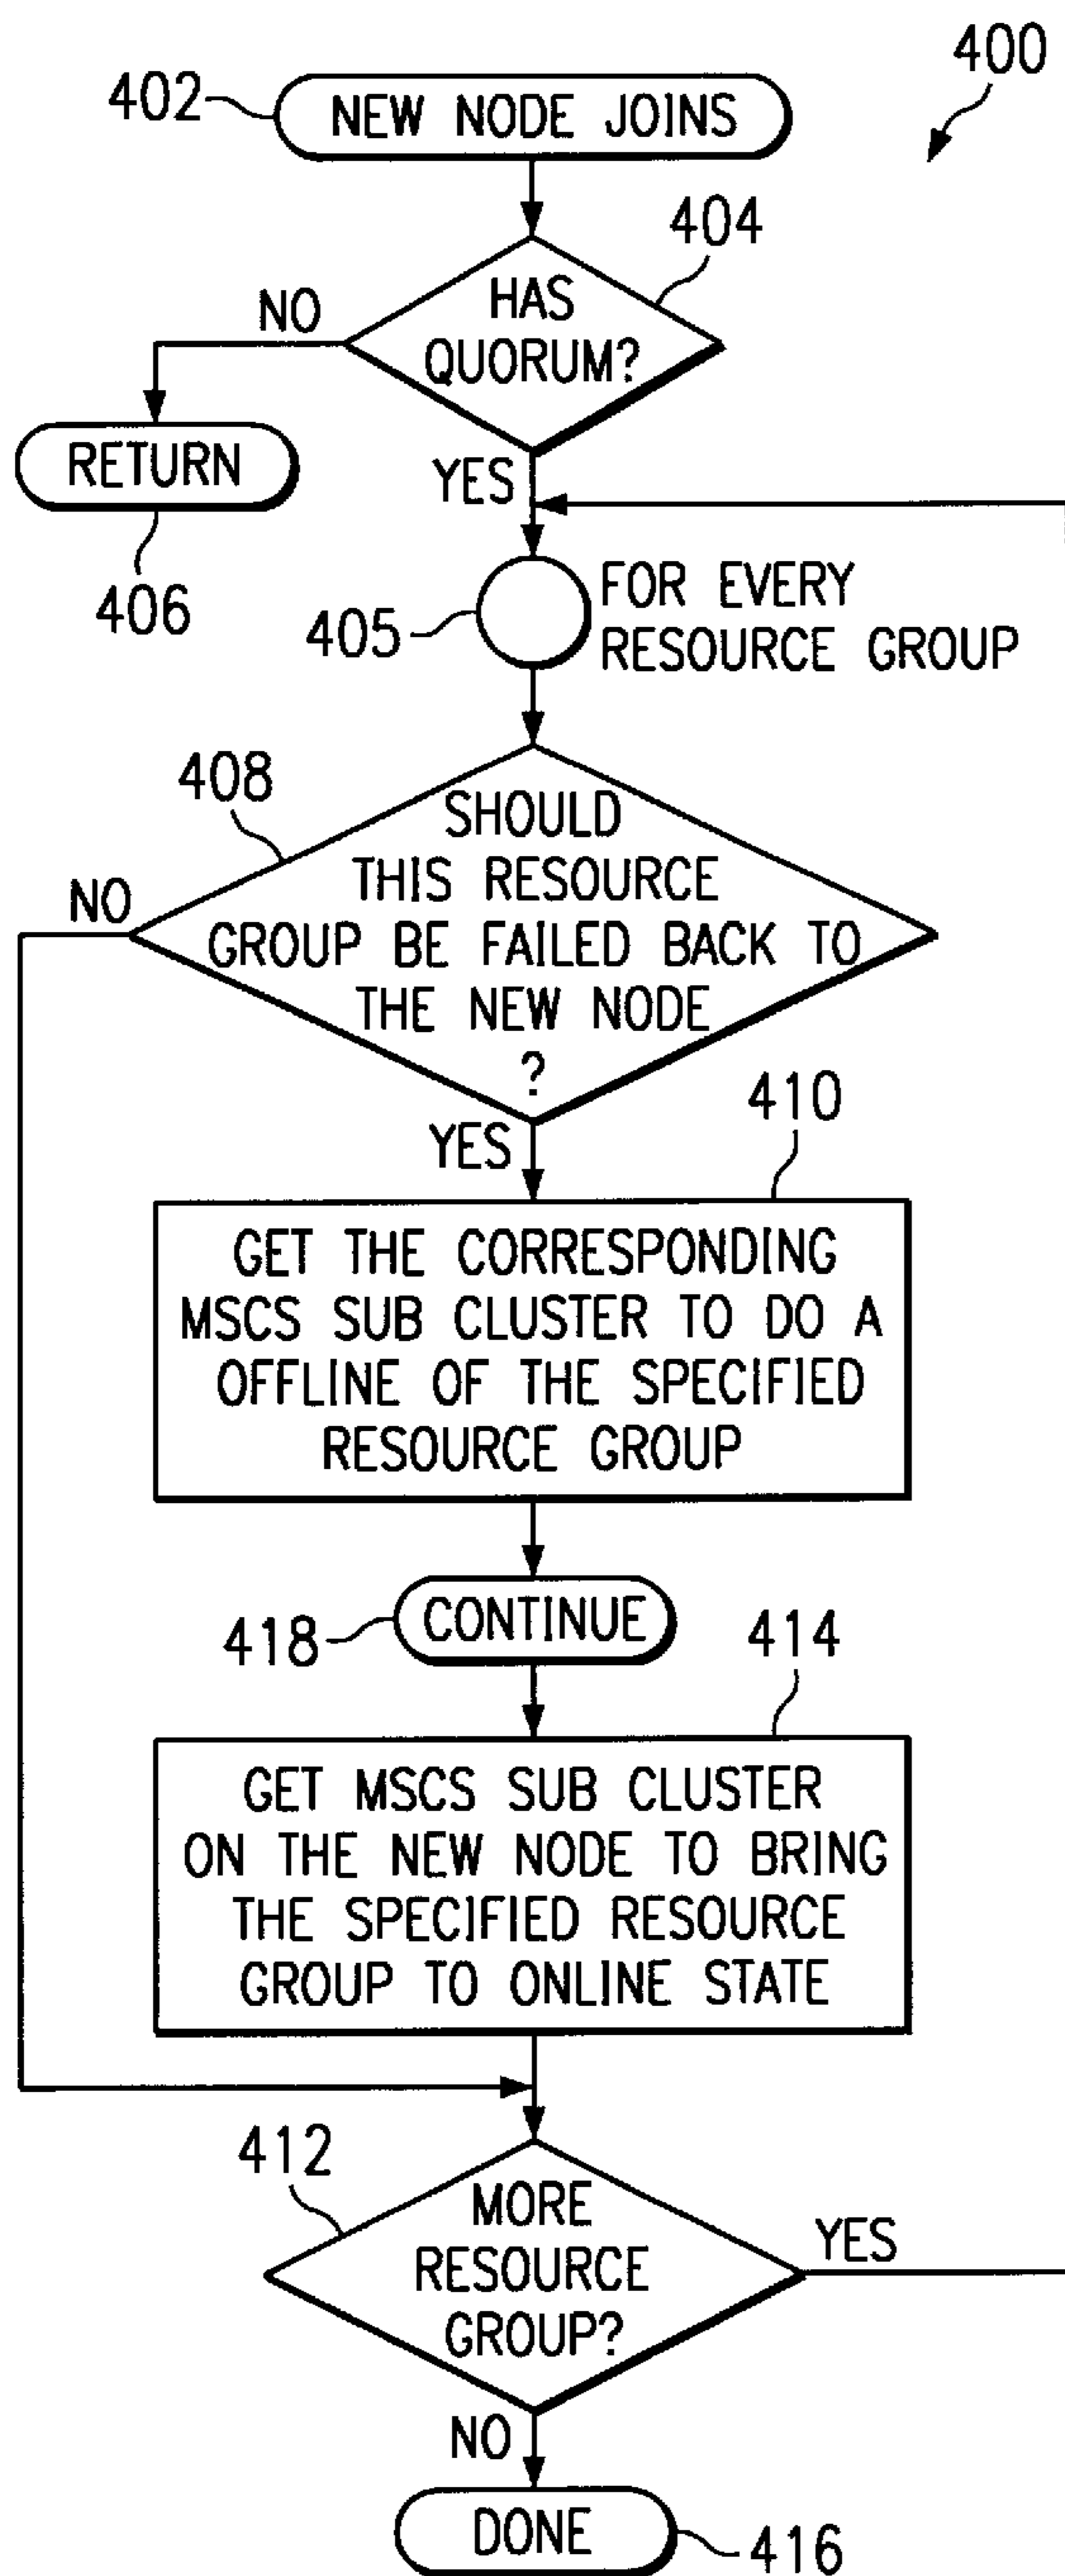 400
402
NEW NODE JOINS
404
HAS
QUORUM?
NO
RETURN
406
YES
405
FOR EVERY
RESOURCE GROUP
408
SHOULD
THIS RESOURCE
GROUP BE FAILED BACK TO
THE NEW NODE
?
NO
YES
410
GET THE CORRESPONDING
MSCS SUB CLUSTER TO DO A
OFFLINE OF THE SPECIFIED
RESOURCE GROUP
418
CONTINUE
414
GET MSCS SUB CLUSTER
ON THE NEW NODE TO BRING
THE SPECIFIED RESOURCE
GROUP TO ONLINE STATE
412
MORE
RESOURCE
GROUP?
YES
NO
DONE
416